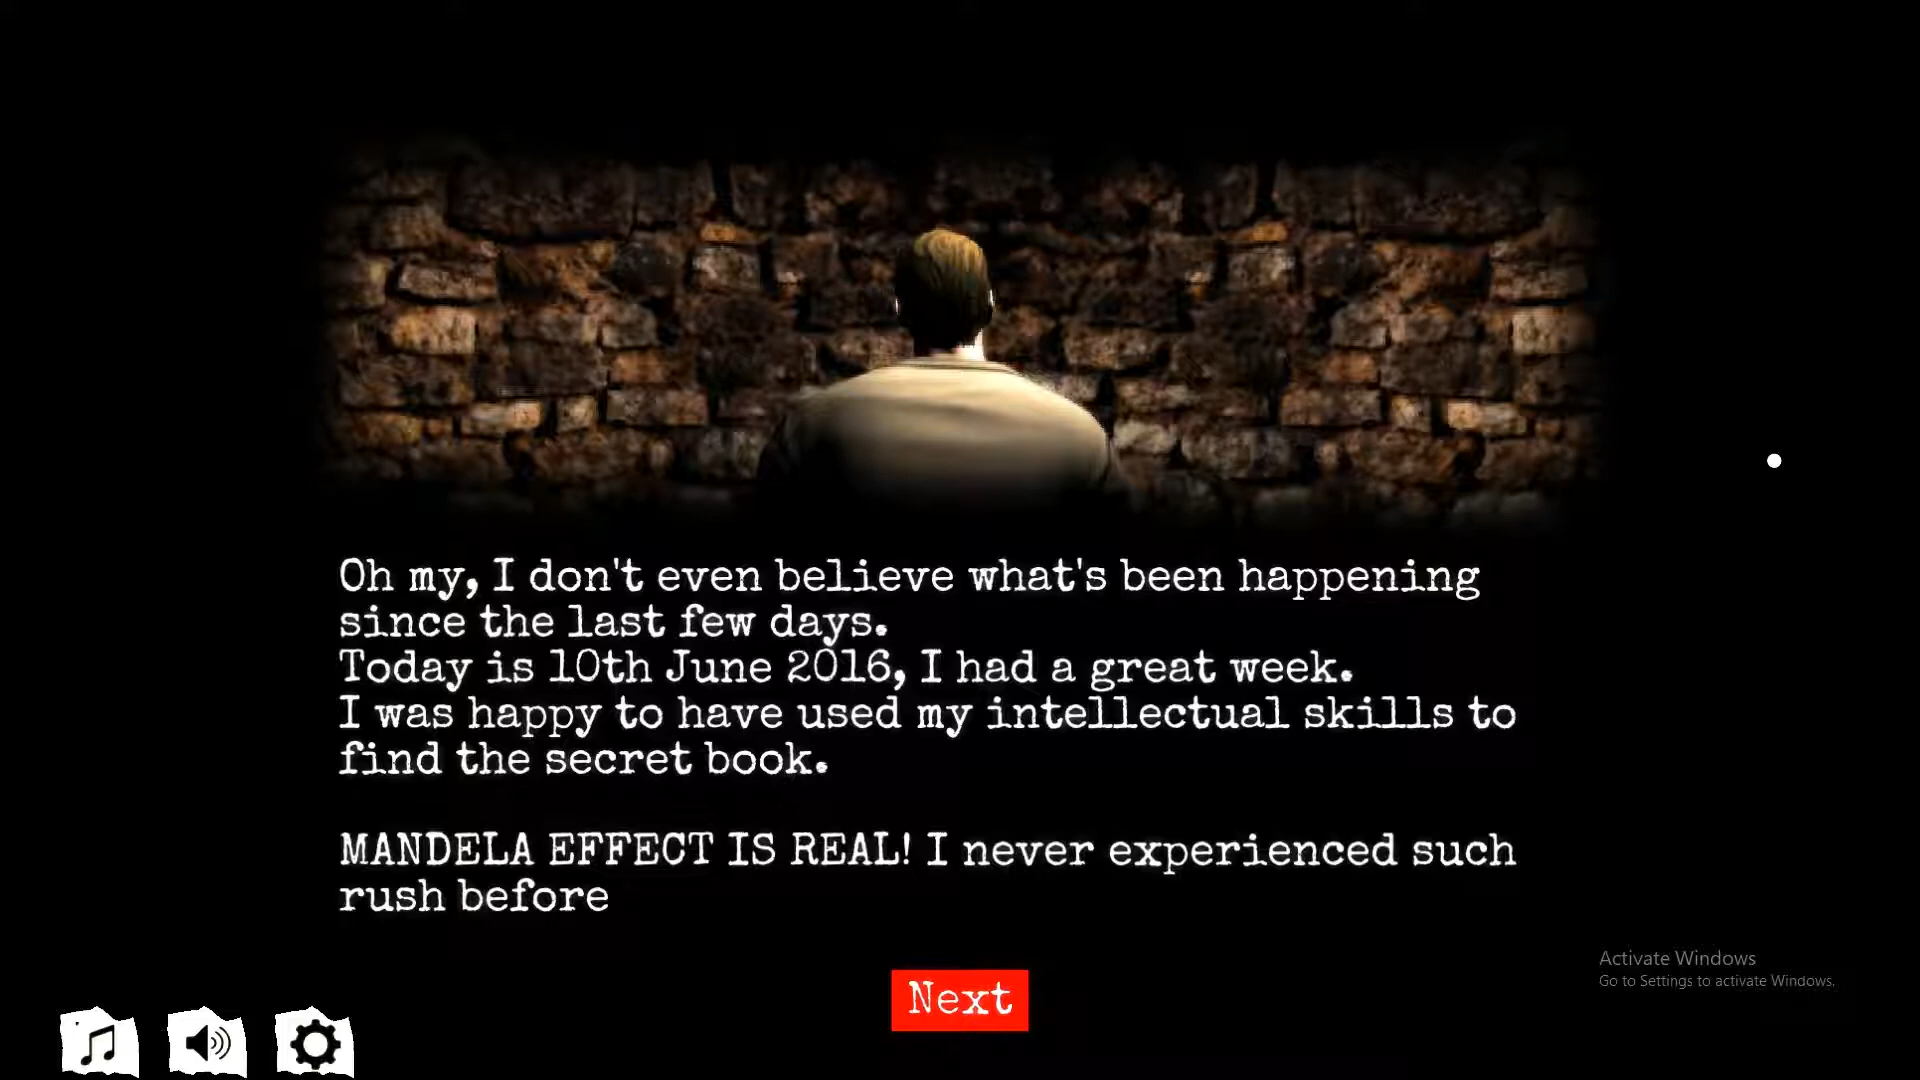 Oh my, I don't even believe what's been happening
since the last few days.
Today is 10th June 2016, I had a great week.
I was happy to have used my intellectual skills to
find the secret book.
MANDELA EFFECT IS REAL! I never experienced such
rush before
Next
Activate Windows
Go to Settings to activate Windows.